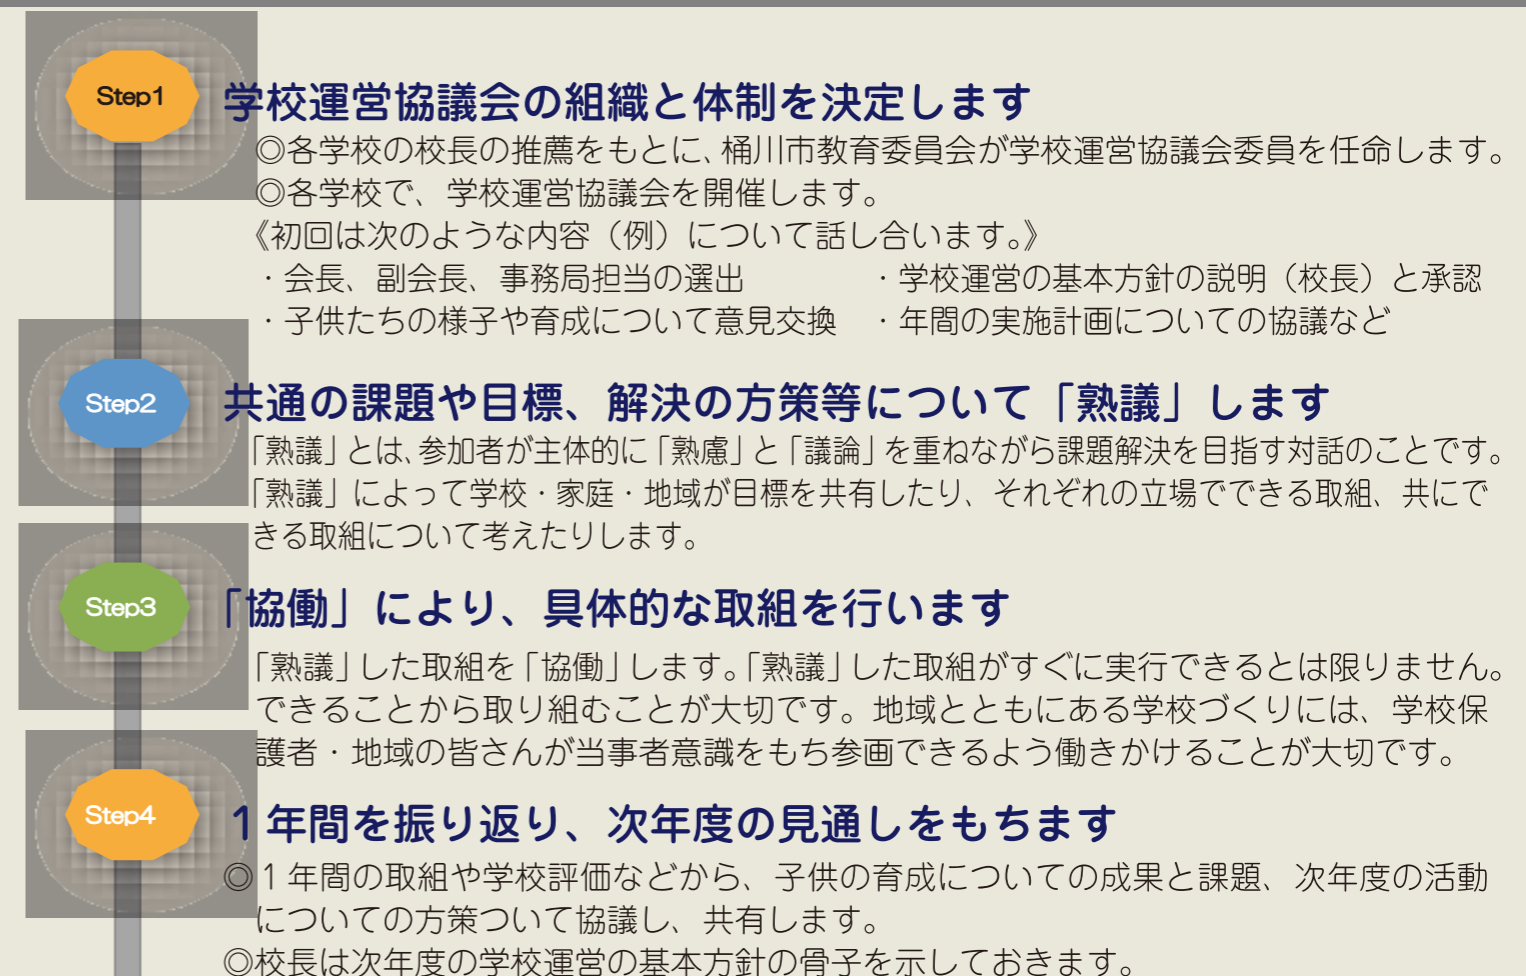 Step1
学校運営協議会の組織と体制を決定します
◎各学校の校長の推薦をもとに、桶川市教育委員会が学校運営協議会委員を任命します。
◎各学校で、学校運営協議会を開催します。
《初回は次のような内容（例）について話し合います。》
・会長、副会長、事務局担当の選出　・学校運営の基本方針の説明（校長）と承認
・子供たちの様子や育成について意見交換　・年間の実施計画についての協議など
Step2
共通の課題や目標、解決の方策等について「熟議」します
「熟議」とは、参加者が主体的に「熟慮」と「議論」を重ねながら課題解決を目指す対話のことです。
「熟議」によって学校・家庭・地域が目標を共有したり、それぞれの立場でできる取組、共にで
きる取組について考えたりします。
Step3
「協働」により、具体的な取組を行います
「熟議」した取組を「協働」します。「熟議」した取組がすぐに実行できるとは限りません。
できることから取り組むことが大切です。地域とともにある学校づくりには、学校保
護者・地域の皆さんが当事者意識をもち参画できるよう働きかけることが大切です。
Step4
１年間を振り返り、次年度の見通しをもちます
◎１年間の取組や学校評価などから、子供の育成についての成果と課題、次年度の活動
についての方策ついて協議し、共有します。
◎校長は次年度の学校運営の基本方針の骨子を示しておきます。